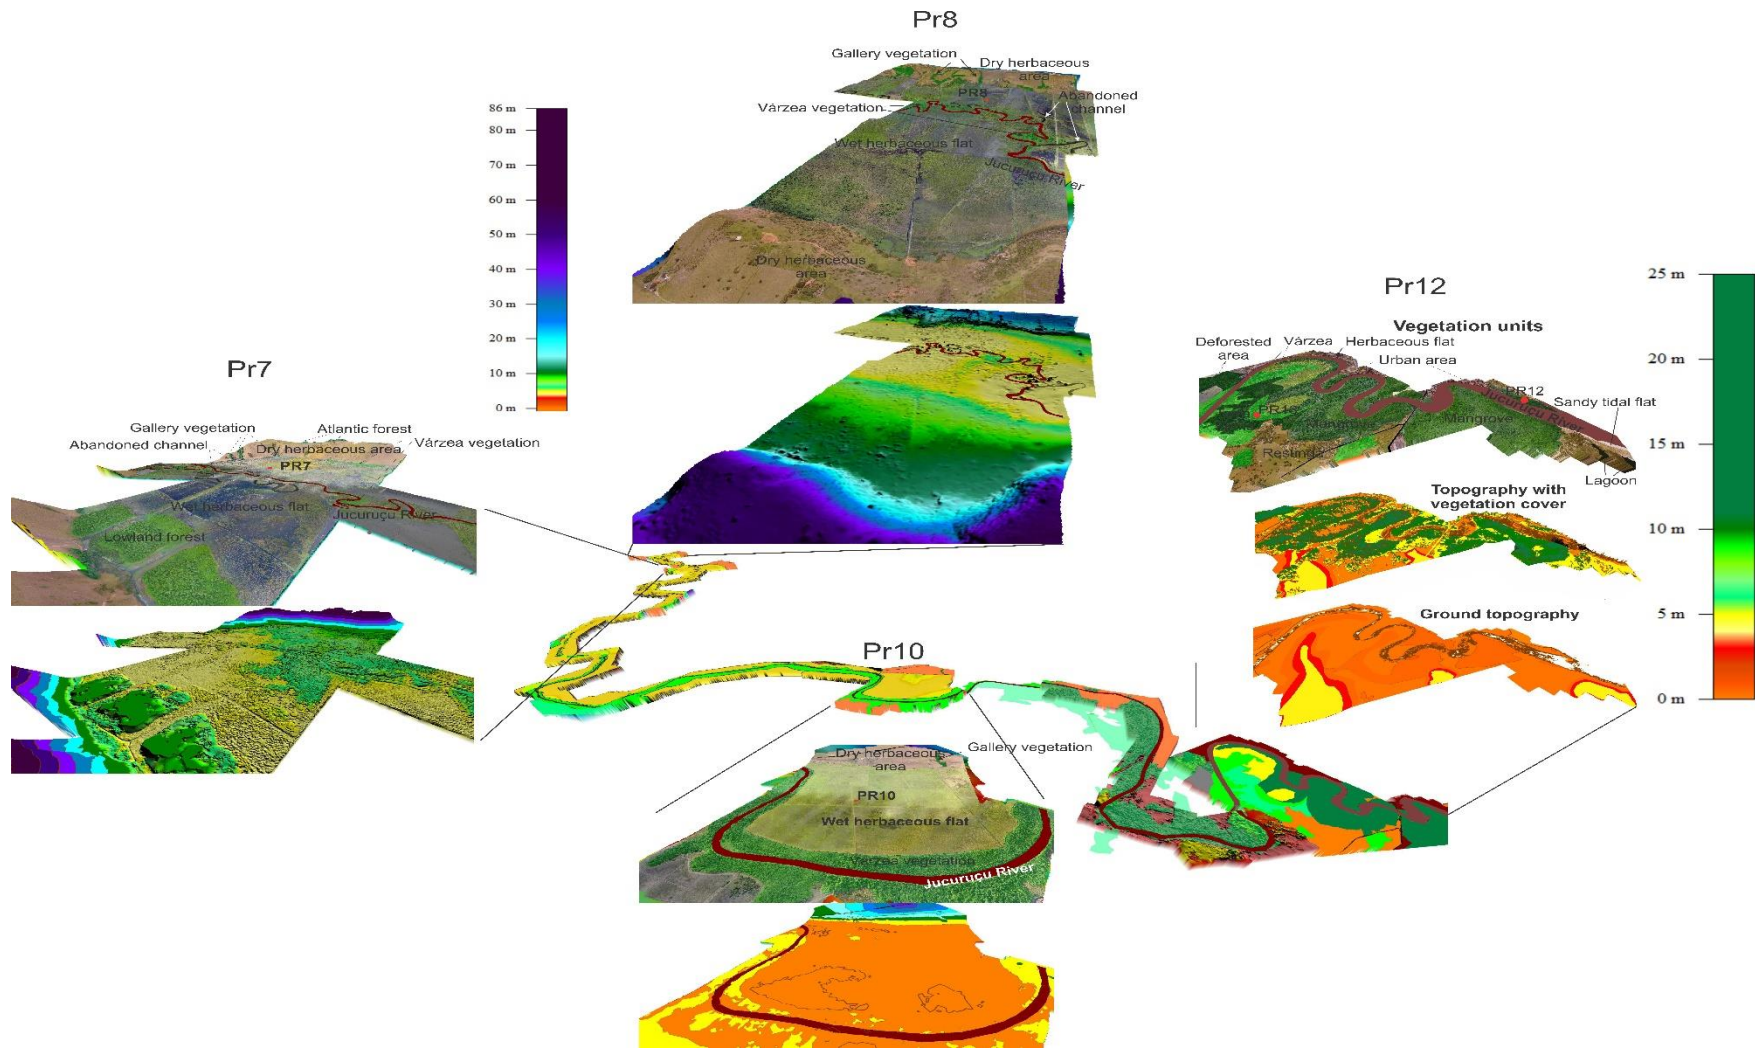 Pr8
Gallery vegetation
Dry herbaceous
area
PR8
Abandoned
channel
Várzea vegetation
Wet herbaceous flat
Jucuruçu River
Dry herbaceous
area
86 m
80 m
70 m
60 m
50 m
40 m
30 m
20 m
10 m
0 m
Pr7
Gallery vegetation
Atlantic forest
Abandoned channel
Dry herbaceous area
Várzea vegetation
PR7
Wet herbaceous flat
Jucuruçu River
Lowland forest
Pr12
Vegetation units
Deforested
area
Várzea
Herbaceous flat
Urban area
PR12
Jucuruçu River
Sandy tidal flat
Mangrove
Mangrove
Restinga
Lagoon
Topography with
vegetation cover
Ground topography
25 m
20 m
15 m
10 m
5 m
0 m
Pr10
Dry herbaceous
area
Gallery vegetation
PR10
Wet herbaceous flat
Várzea vegetation
Jucuruçu River